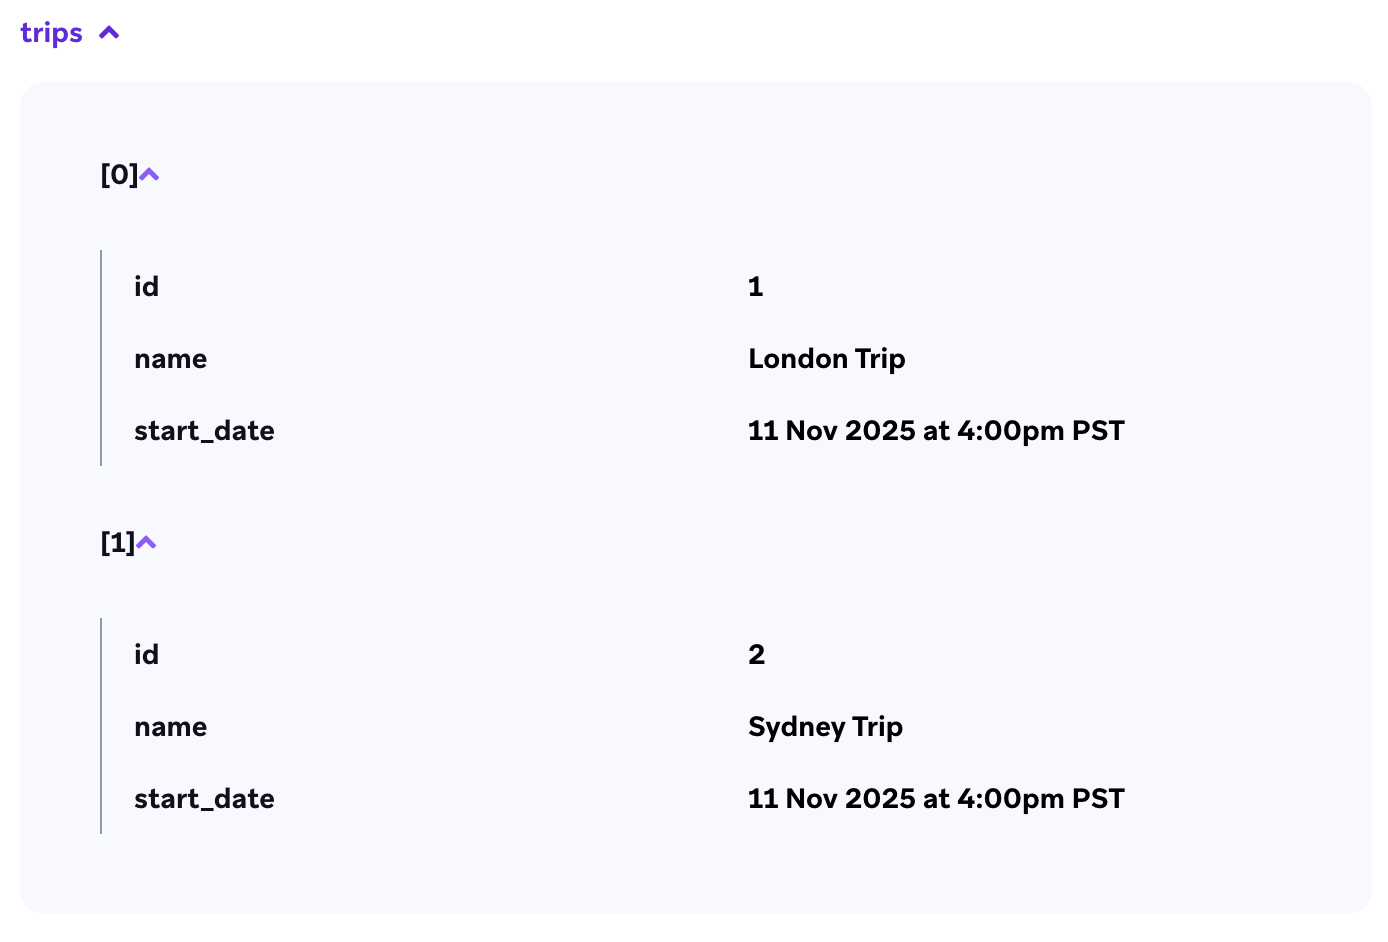 trips
[0]
id 1
name London Trip
start_date 11 Nov 2025 at 4:00pm PST
[1]
id 2
name Sydney Trip
start_date 11 Nov 2025 at 4:00pm PST